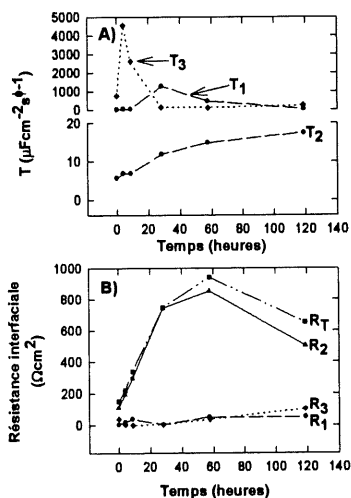 A)
5000
4000
3000
2000
1000
0
T3
T1
20
10
0
T2
T (µFcm-2sϕ-1)
0 20 40 60 80 100 120 140
Temps (heures)
B)
1000
800
600
400
200
0
RT
R2
R3
R1
Résistance interfaciale
(Ωcm2)
0 20 40 60 80 100 120 140
Temps (heures)